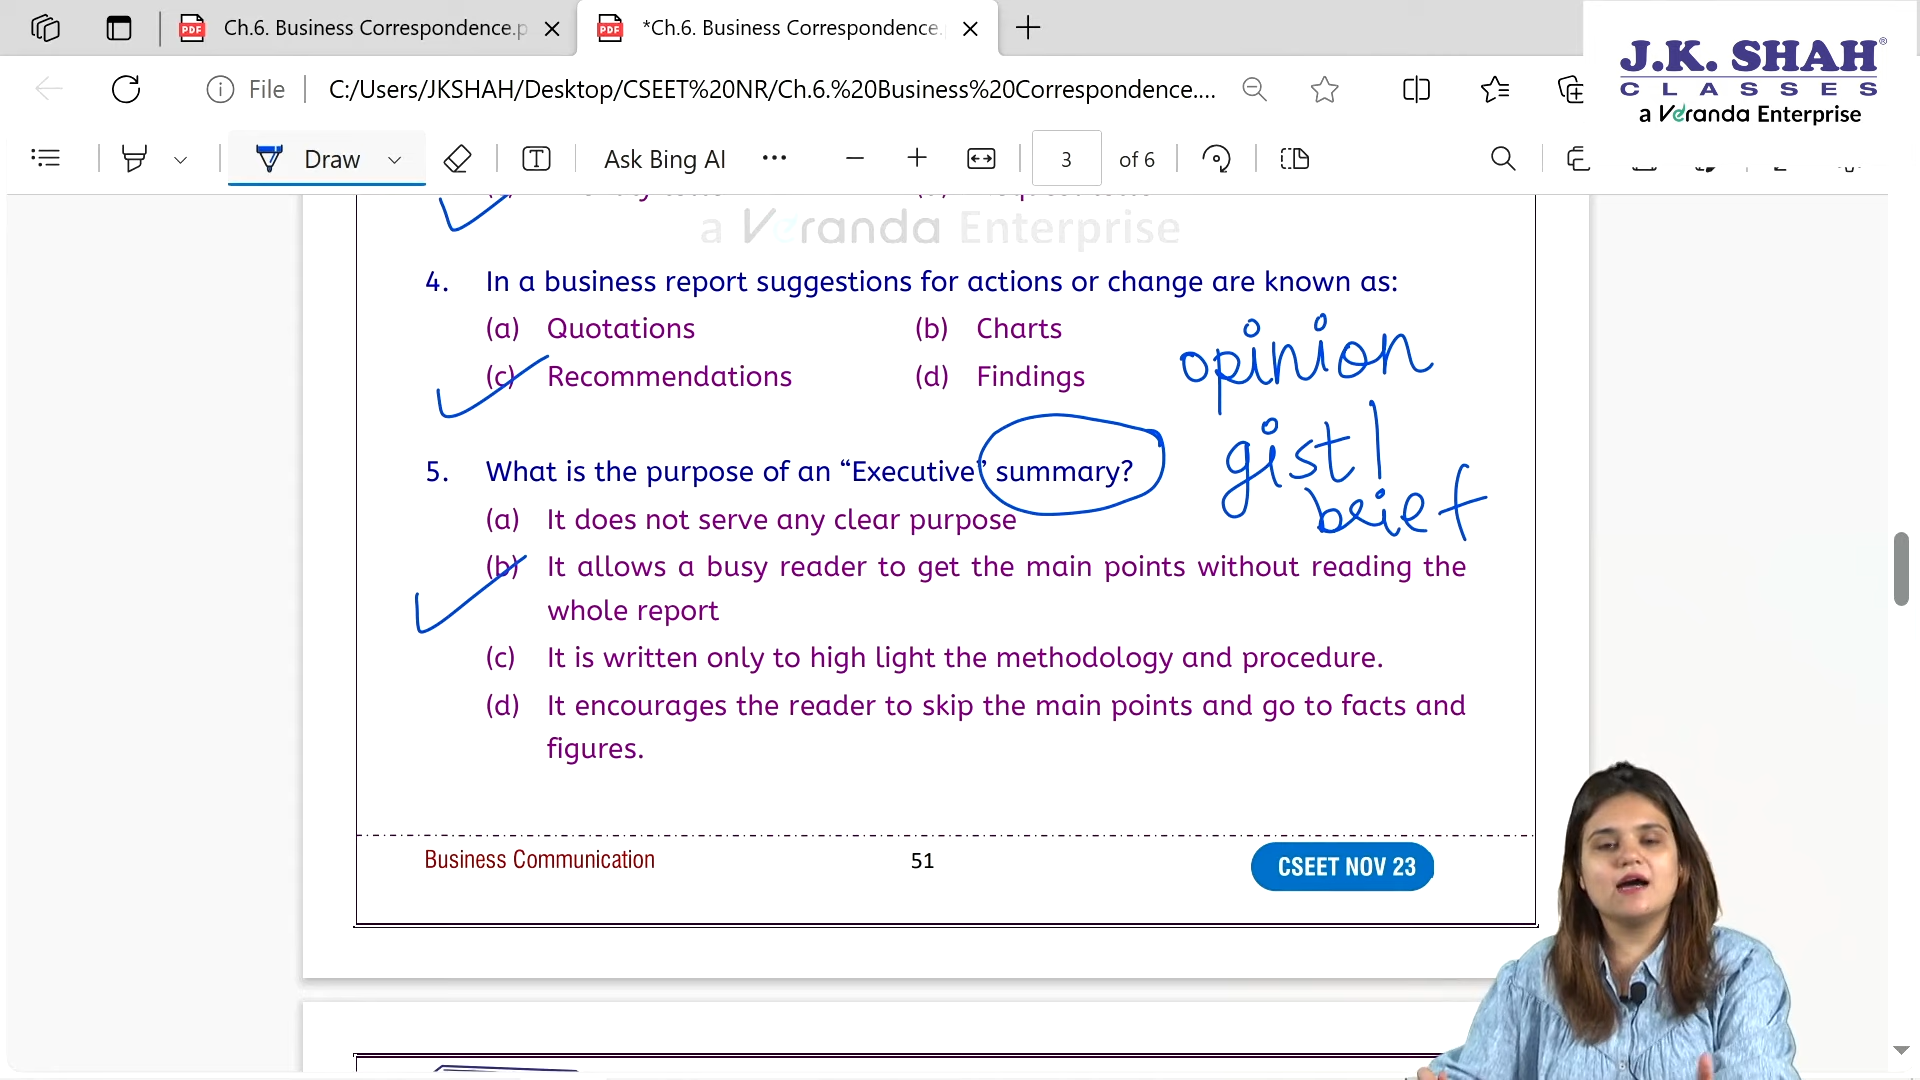 Ch.6. Business Correspondence.p
*Ch.6. Business Correspondence.
J.K. SHAH®
CLASSES
a Veranda Enterprise
File
C:/Users/JKSHAH/Desktop/CSEET%20NR/Ch.6.%20Business%20Correspondence....
Draw
Ask Bing AI
3 of 6
a Veranda Enterprise
4. In a business report suggestions for actions or change are known as:
(a) Quotations (b) Charts
(c) Recommendations (d) Findings
opinion
gist/
brief
5. What is the purpose of an “Executive” summary?
(a) It does not serve any clear purpose
(b) It allows a busy reader to get the main points without reading the
whole report
(c) It is written only to high light the methodology and procedure.
(d) It encourages the reader to skip the main points and go to facts and
figures.
Business Communication 51 CSEET NOV 23